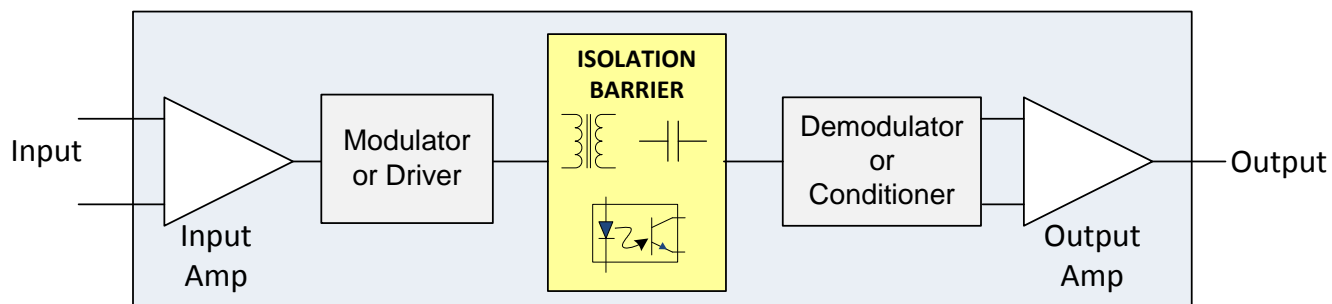 Input
Input
Amp
Modulator
or Driver
ISOLATION
BARRIER
Demodulator
or
Conditioner
Output
Amp
Output